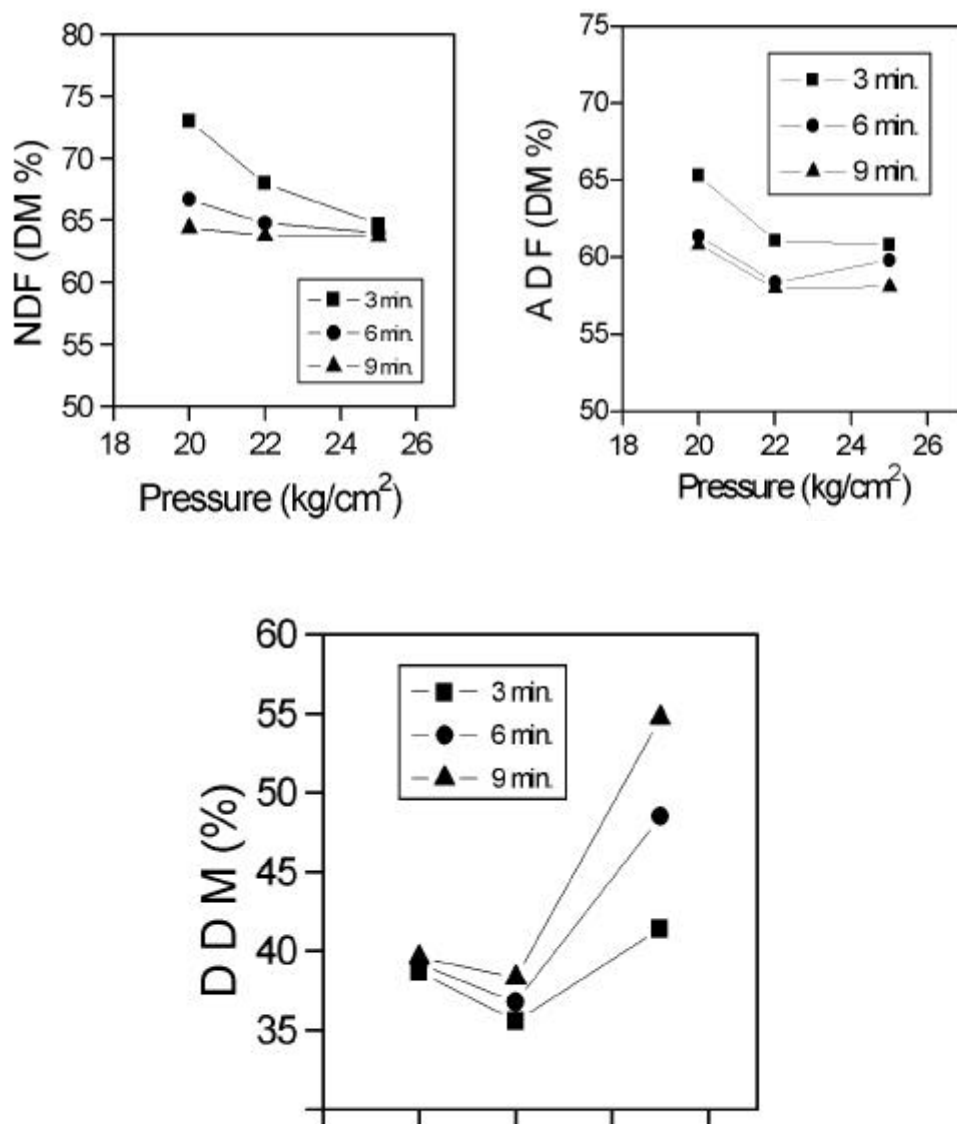 80
75
70
65
60
55
50
NDF (DM %)
3 min.
6 min.
9 min.
18 20 22 24 26
Pressure (kg/cm²)
75
70
65
60
55
50
A D F (DM %)
3 min.
6 min.
9 min.
18 20 22 24 26
Pressure (kg/cm²)
60
55
50
45
40
35
D D M (%)
3 min.
6 min.
9 min.